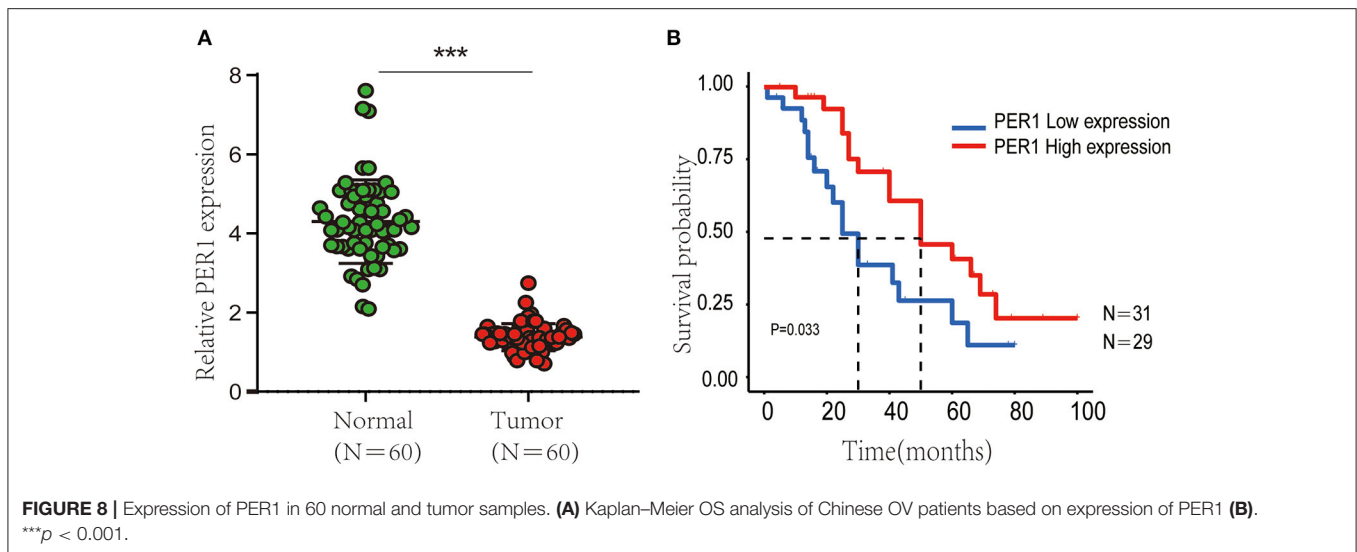 A
***
Relative PER1 expression
8
6
4
2
0
Normal
(N=60)
Tumor
(N=60)
B
Survival probability
1.00
0.75
0.50
0.25
0.00
PER1 Low expression
PER1 High expression
P=0.033
N=31
N=29
0 20 40 60 80 100
Time(months)
FIGURE 8 | Expression of PER1 in 60 normal and tumor samples. (A) Kaplan–Meier OS analysis of Chinese OV patients based on expression of PER1 (B).
***p < 0.001.